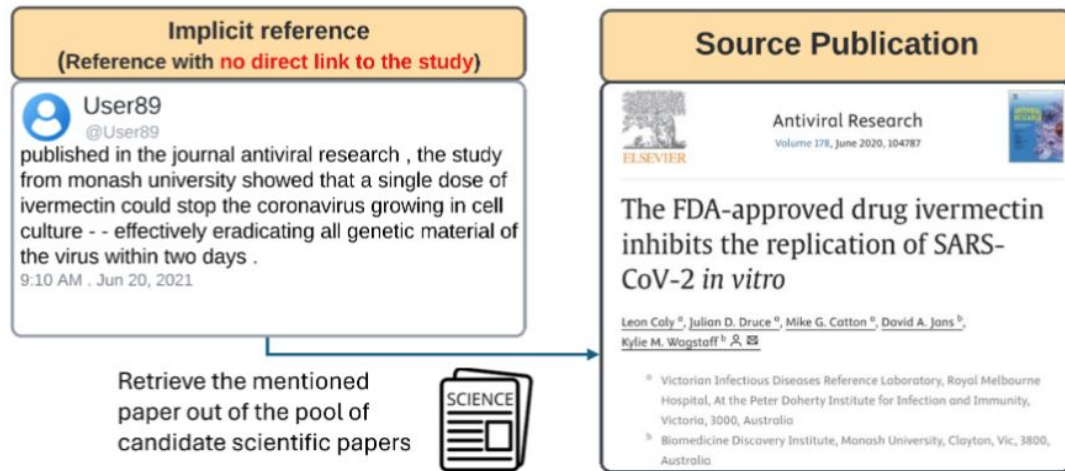 Implicit reference
(Reference with no direct link to the study)
User89
@User89
published in the journal antiviral research , the study
from monash university showed that a single dose of
ivermectin could stop the coronavirus growing in cell
culture - - effectively eradicating all genetic material of
the virus within two days .
9:10 AM . Jun 20, 2021
Retrieve the mentioned
paper out of the pool of
candidate scientific papers
SCIENCE
Source Publication
ELSEVIER
Antiviral Research
Volume 178, June 2020, 104787
The FDA-approved drug ivermectin
inhibits the replication of SARS-
CoV-2 in vitro
Leon Caly a, Julian D. Druce a, Mike G. Catton a, David A. Jans b,
Kylie M. Wagstaff b
a Victorian Infectious Diseases Reference Laboratory, Royal Melbourne
Hospital, At the Peter Doherty Institute for Infection and Immunity,
Victoria, 3000, Australia
b Biomedicine Discovery Institute, Monash University, Clayton, Vic, 3800,
Australia